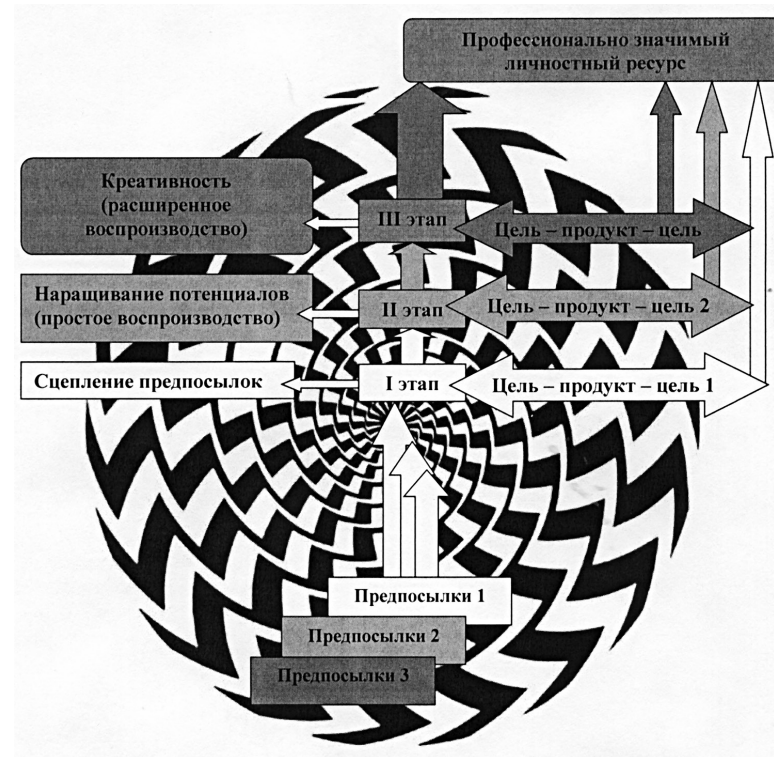 Профессионально значимый
личностный ресурс
Креативность
(расширенное
воспроизводство)
III этап
Цель – продукт – цель
Наращивание потенциалов
(простое воспроизводство)
II этап
Цель – продукт – цель 2
Сцепление предпосылок
I этап
Цель – продукт – цель 1
Предпосылки 1
Предпосылки 2
Предпосылки 3